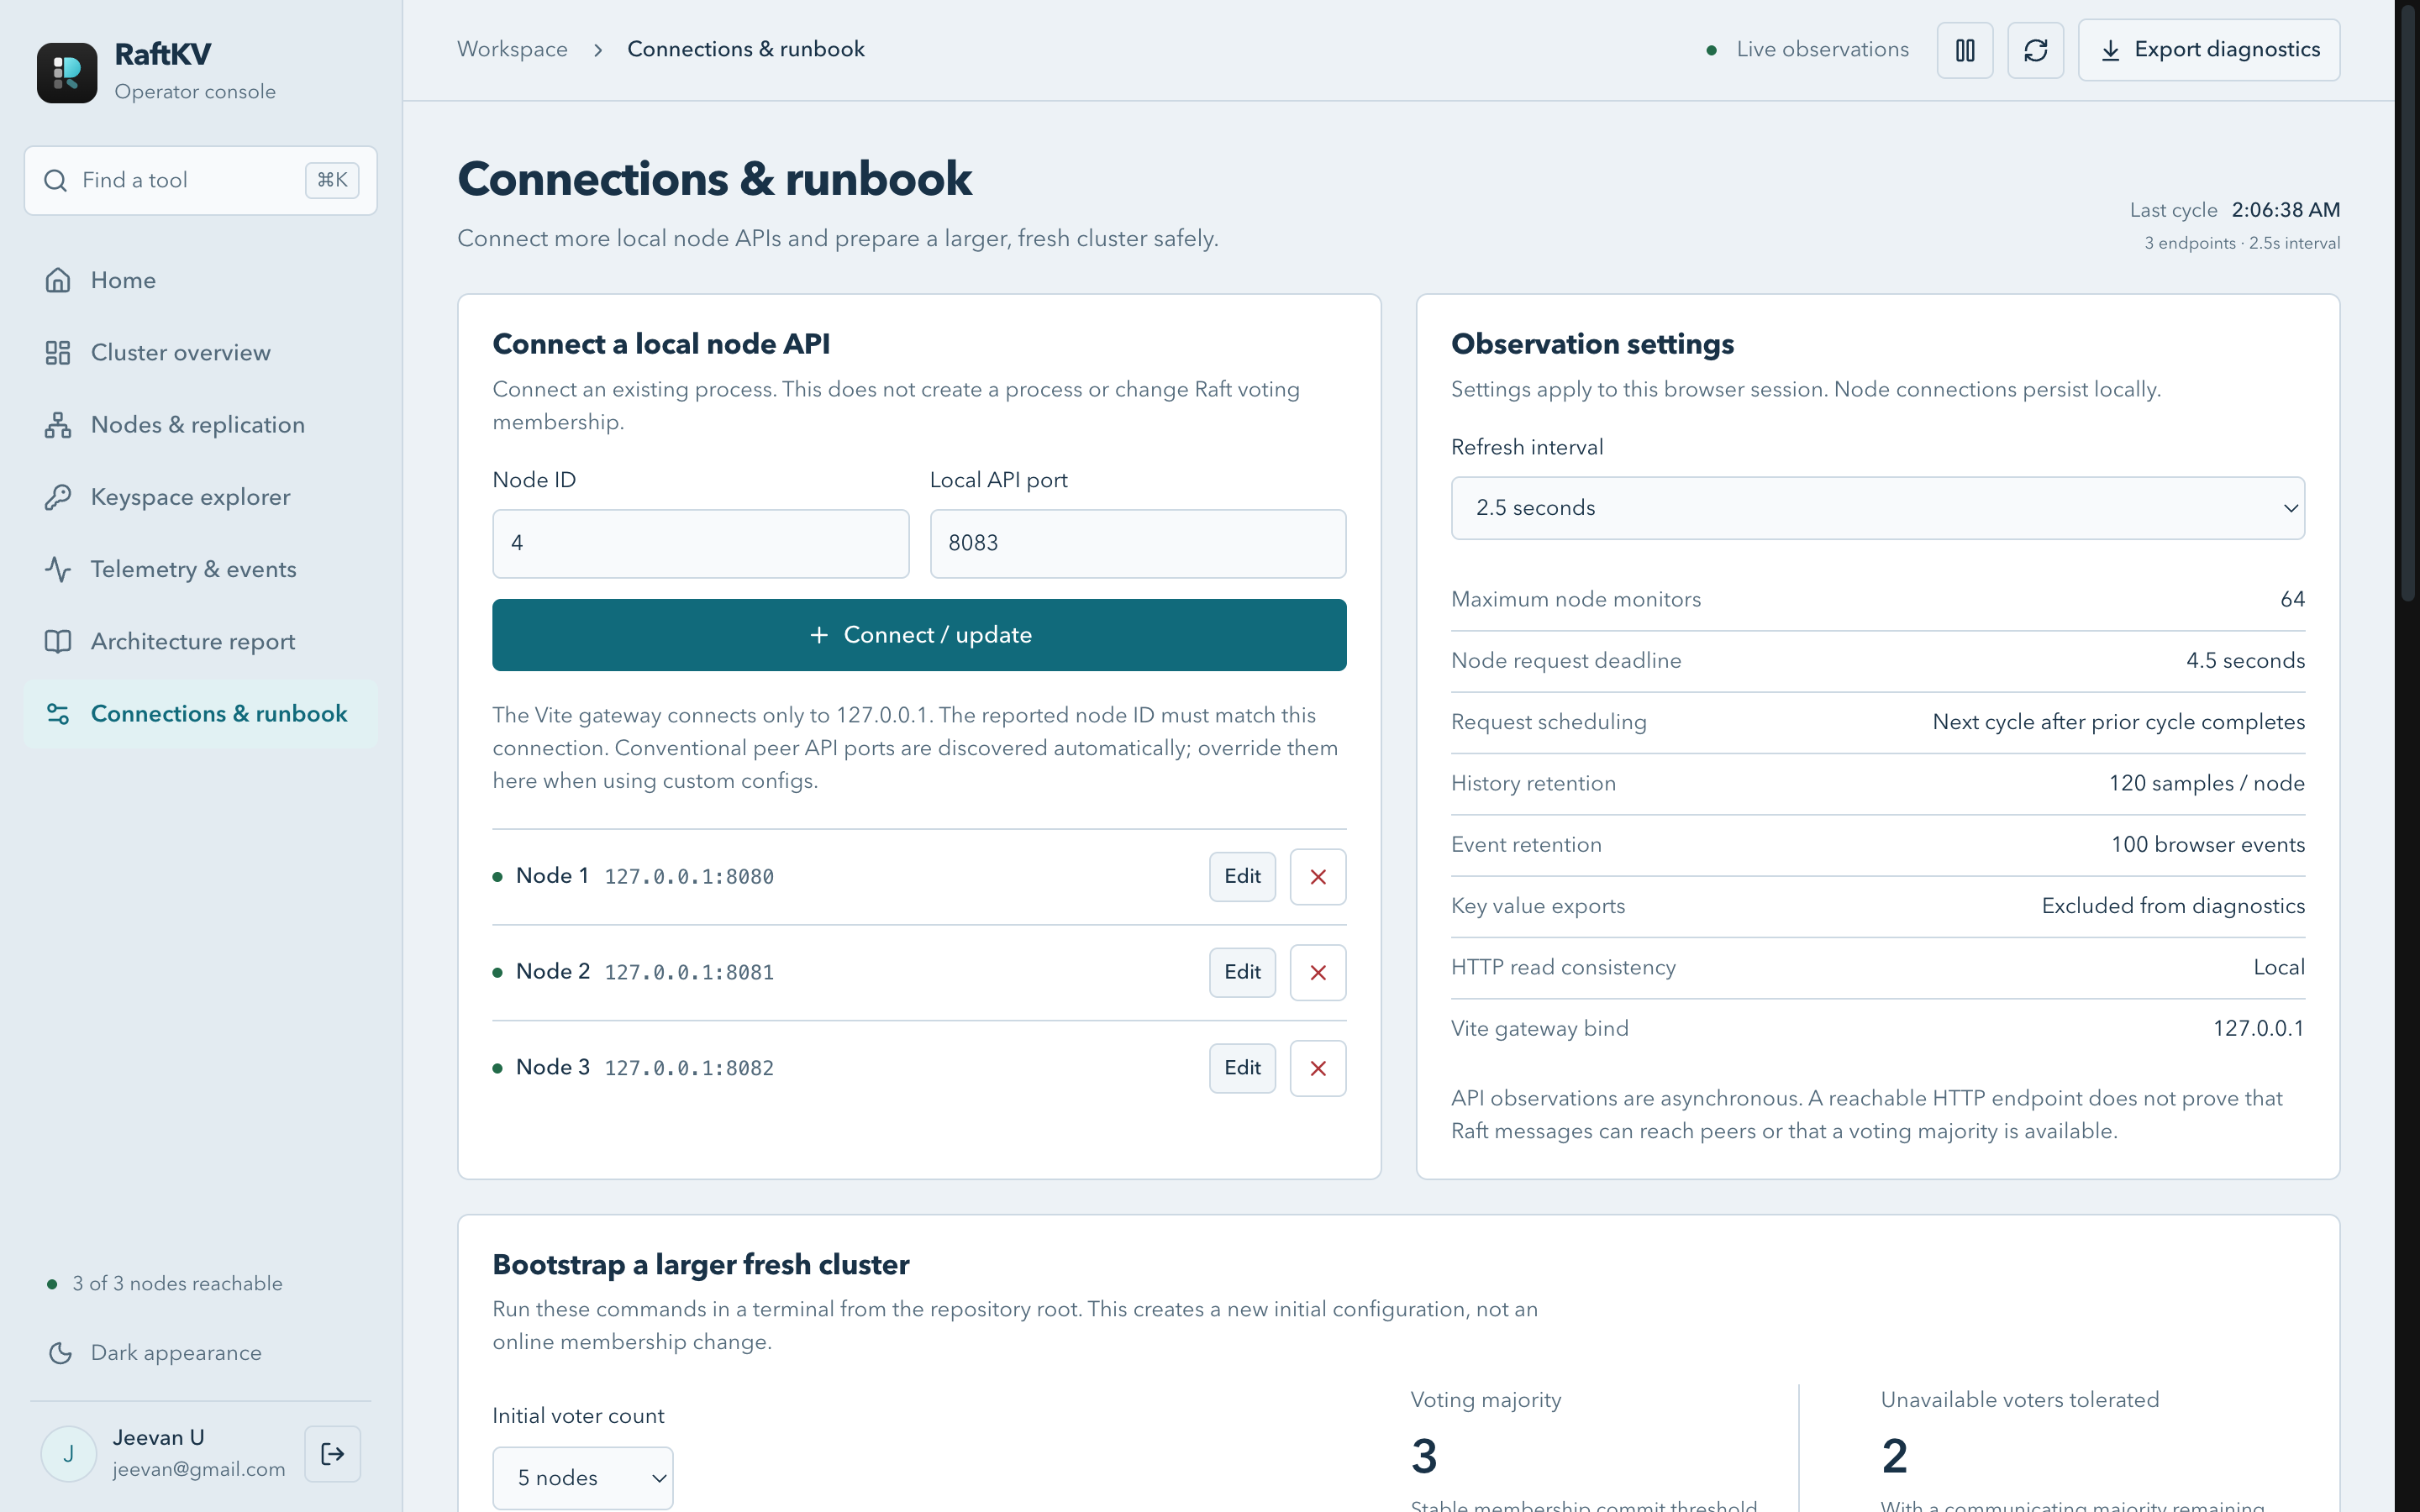 RaftKV
Operator console
Find a tool
⌘K
Home
Cluster overview
Nodes & replication
Keyspace explorer
Telemetry & events
Architecture report
Connections & runbook
3 of 3 nodes reachable
Dark appearance
J
Jeevan U
jeevan@gmail.com
Workspace
Connections & runbook
Live observations
Export diagnostics
Connections & runbook
Connect more local node APIs and prepare a larger, fresh cluster safely.
Last cycle 2:06:38 AM
3 endpoints · 2.5s interval
Connect a local node API
Connect an existing process. This does not create a process or change Raft voting
membership.
Node ID
Local API port
4
8083
Connect / update
The Vite gateway connects only to 127.0.0.1. The reported node ID must match this
connection. Conventional peer API ports are discovered automatically; override them
here when using custom configs.
Node 1 127.0.0.1:8080
Edit
Node 2 127.0.0.1:8081
Edit
Node 3 127.0.0.1:8082
Edit
Observation settings
Settings apply to this browser session. Node connections persist locally.
Refresh interval
2.5 seconds
Maximum node monitors 64
Node request deadline 4.5 seconds
Request scheduling Next cycle after prior cycle completes
History retention 120 samples / node
Event retention 100 browser events
Key value exports Excluded from diagnostics
HTTP read consistency Local
Vite gateway bind 127.0.0.1
API observations are asynchronous. A reachable HTTP endpoint does not prove that
Raft messages can reach peers or that a voting majority is available.
Bootstrap a larger fresh cluster
Run these commands in a terminal from the repository root. This creates a new initial configuration, not an
online membership change.
Initial voter count
5 nodes
Voting majority
3
Stable membership commit threshold
Unavailable voters tolerated
2
With a communicating majority remaining